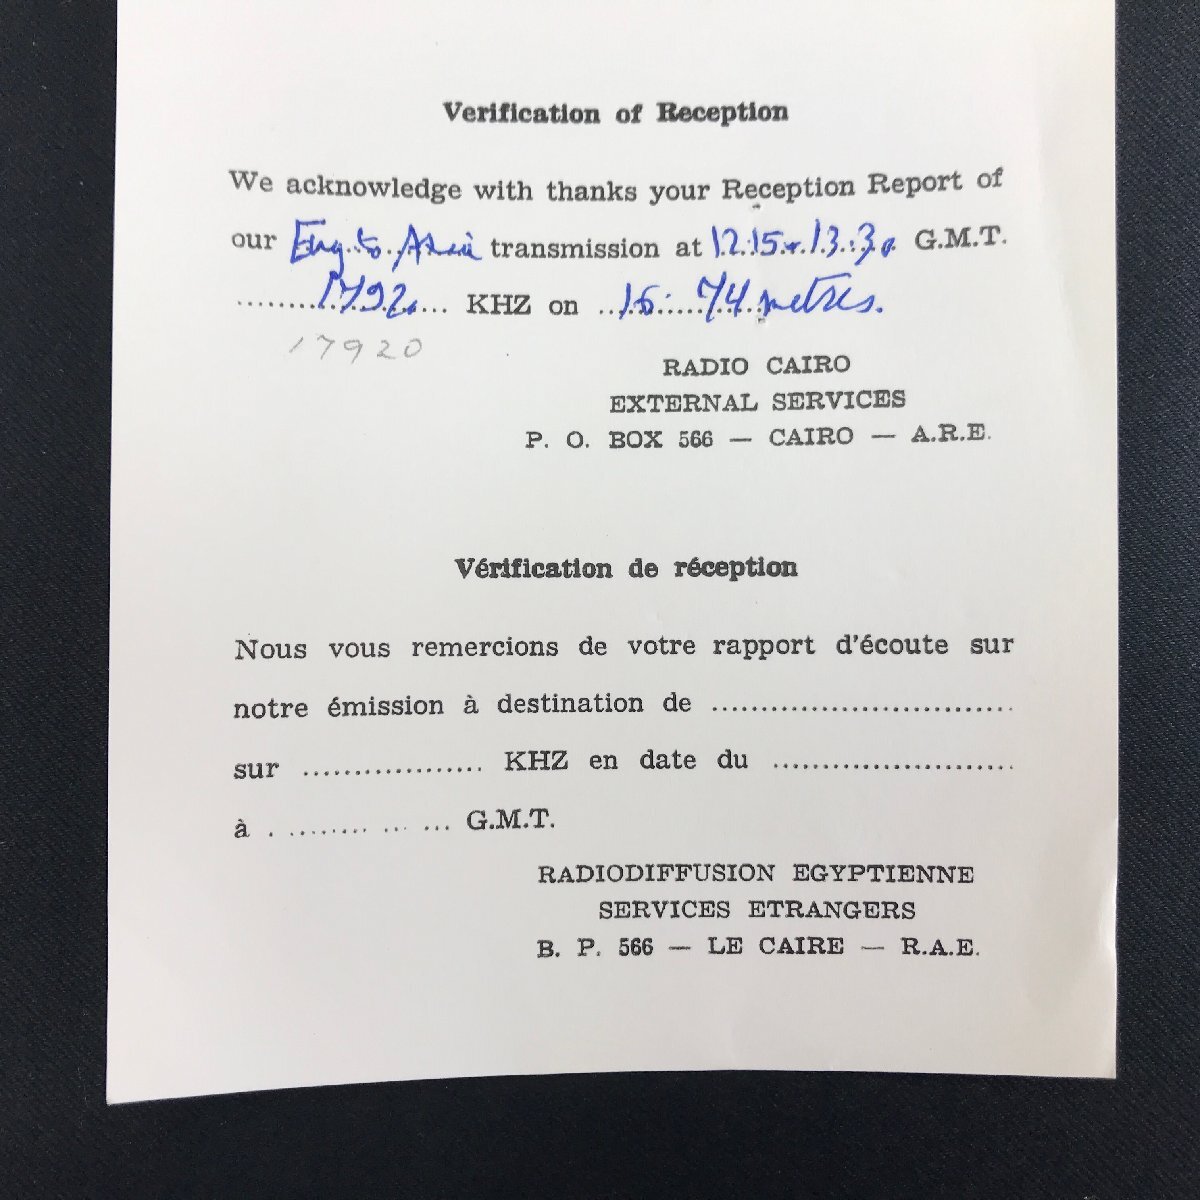 Verification of Reception
We acknowledge with thanks your Reception Report of
our Eng. to. Asia transmission at 12.15. - 13.30 G.M.T.
........17920.... KHZ on ..16.....74 metres.
17920
RADIO CAIRO
EXTERNAL SERVICES
P. O. BOX 566 — CAIRO — A.R.E.
Vérification de réception
Nous vous remercions de votre rapport d'écoute sur
notre émission à destination de ..............................
sur .................. KHZ en date du ........................
à . ........ ... ... G.M.T.
RADIODIFFUSION EGYPTIENNE
SERVICES ETRANGERS
B. P. 566 — LE CAIRE — R.A.E.